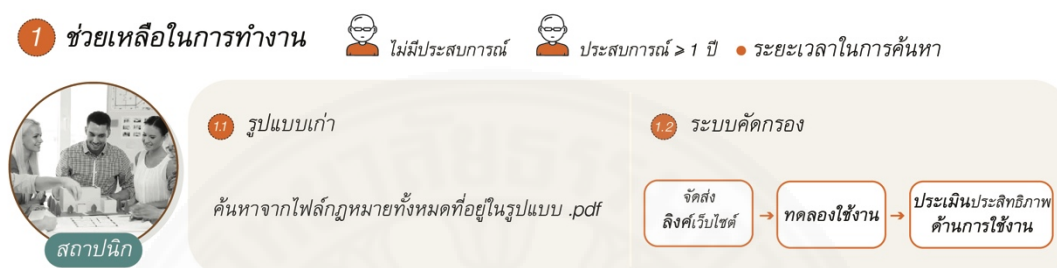 1 ช่วยเหลือในการทำงาน ไม่มีประสบการณ์ ประสบการณ์ ≥ 1 ปี • ระยะเวลาในการค้นหา
1.1 รูปแบบเก่า
ค้นหาจากไฟล์กฎหมายทั้งหมดที่อยู่ในรูปแบบ .pdf
สถาปนิก
1.2 ระบบคัดกรอง
จัดส่ง
ลิงค์เว็บไซต์
→ ทดลองใช้งาน →
ประเมินประสิทธิภาพ
ด้านการใช้งาน